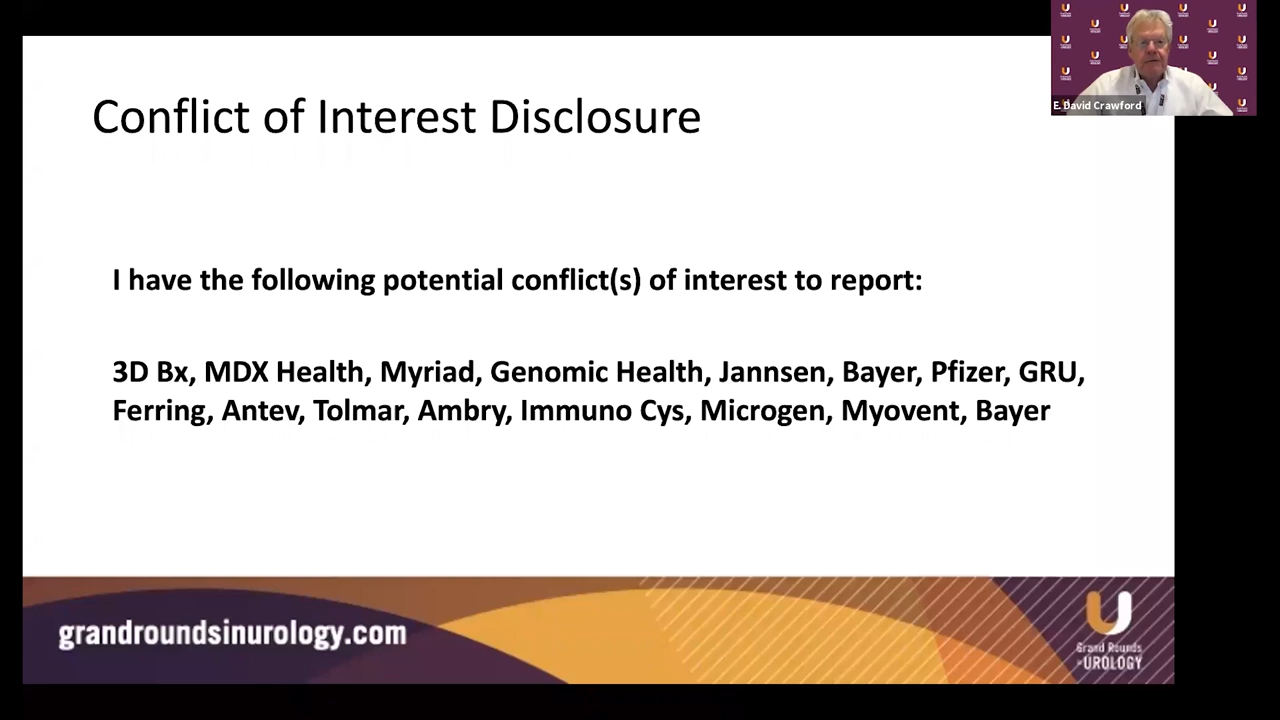 Conflict of Interest Disclosure
E. David Crawford
I have the following potential conflict(s) of interest to report:
3D Bx, MDX Health, Myriad, Genomic Health, Jannsen, Bayer, Pfizer, GRU,
Ferring, Antev, Tolmar, Ambry, Immuno Cys, Microgen, Myovent, Bayer
grandroundsinurology.com
Grand Rounds
in UROLOGY